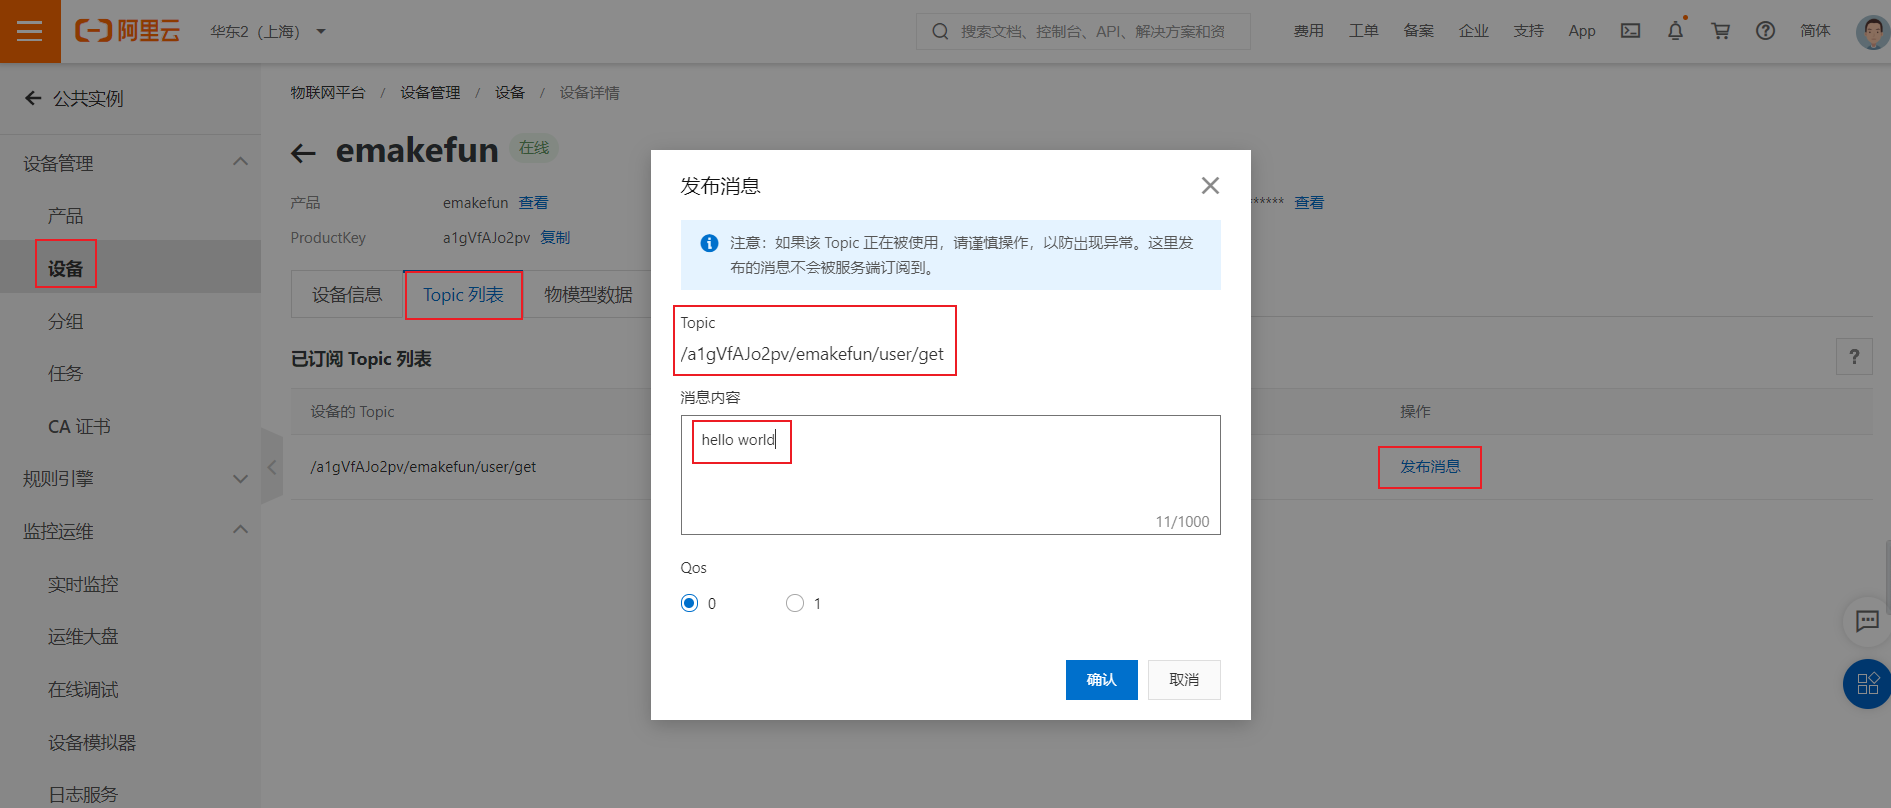 阿里云
华东2（上海）
搜索文档、控制台、API、解决方案和资
费用
工单
备案
企业
支持
App
简体
公共实例
设备管理
产品
设备
分组
任务
CA 证书
规则引擎
监控运维
实时监控
运维大盘
在线调试
设备模拟器
日志服务
物联网平台 / 设备管理 / 设备 / 设备详情
emakefun 在线
产品 emakefun 查看
****** 查看
ProductKey a1gVfAJo2pv 复制
设备信息
Topic 列表
物模型数据
已订阅 Topic 列表
?
设备的 Topic
操作
/a1gVfAJo2pv/emakefun/user/get
发布消息
发布消息
注意：如果该 Topic 正在被使用，请谨慎操作，以防出现异常。这里发
布的消息不会被服务端订阅到。
Topic
/a1gVfAJo2pv/emakefun/user/get
消息内容
hello world
11/1000
Qos
0
1
确认
取消